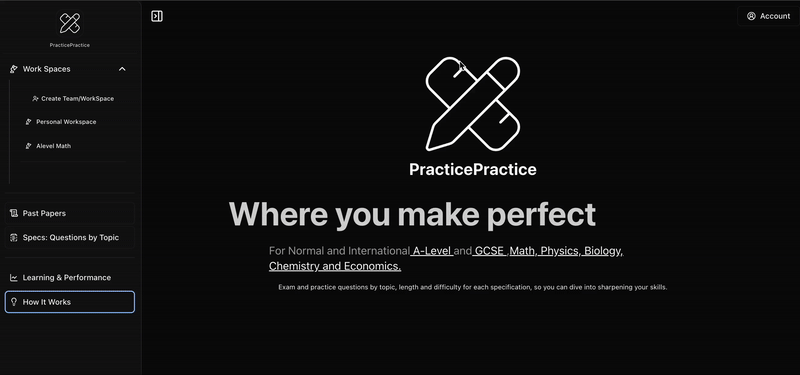 PracticePractice
Work Spaces
Create Team/WorkSpace
Personal Workspace
Alevel Math
Past Papers
Specs: Questions by Topic
Learning & Performance
How It Works
Account
PracticePractice
Where you make perfect
For Normal and International A-Level and GCSE ,Math, Physics, Biology,
Chemistry and Economics.
Exam and practice questions by topic, length and difficulty for each specification, so you can dive into sharpening your skills.